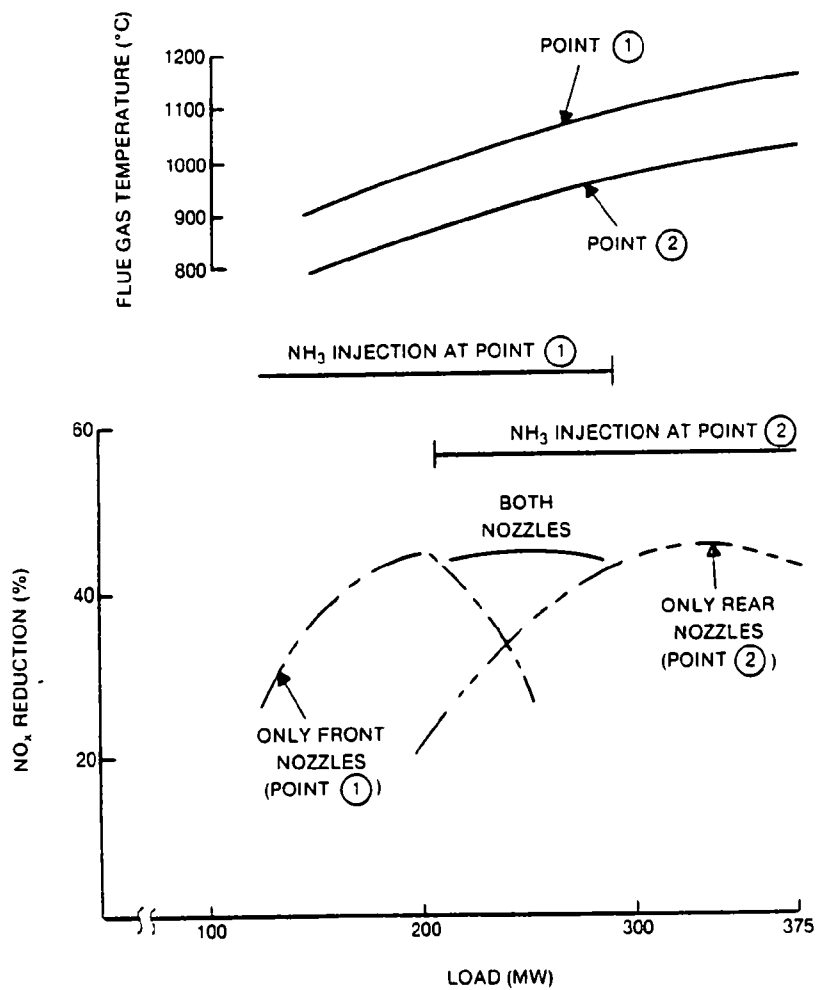 FLUE GAS TEMPERATURE (°C)
1200
1100
1000
900
800
POINT 1
POINT 2
NH₃ INJECTION AT POINT 1
NH₃ INJECTION AT POINT 2
NOₓ REDUCTION (%)
60
40
20
BOTH
NOZZLES
ONLY FRONT
NOZZLES
(POINT 1)
ONLY REAR
NOZZLES
(POINT 2)
100
200
300
375
LOAD (MW)